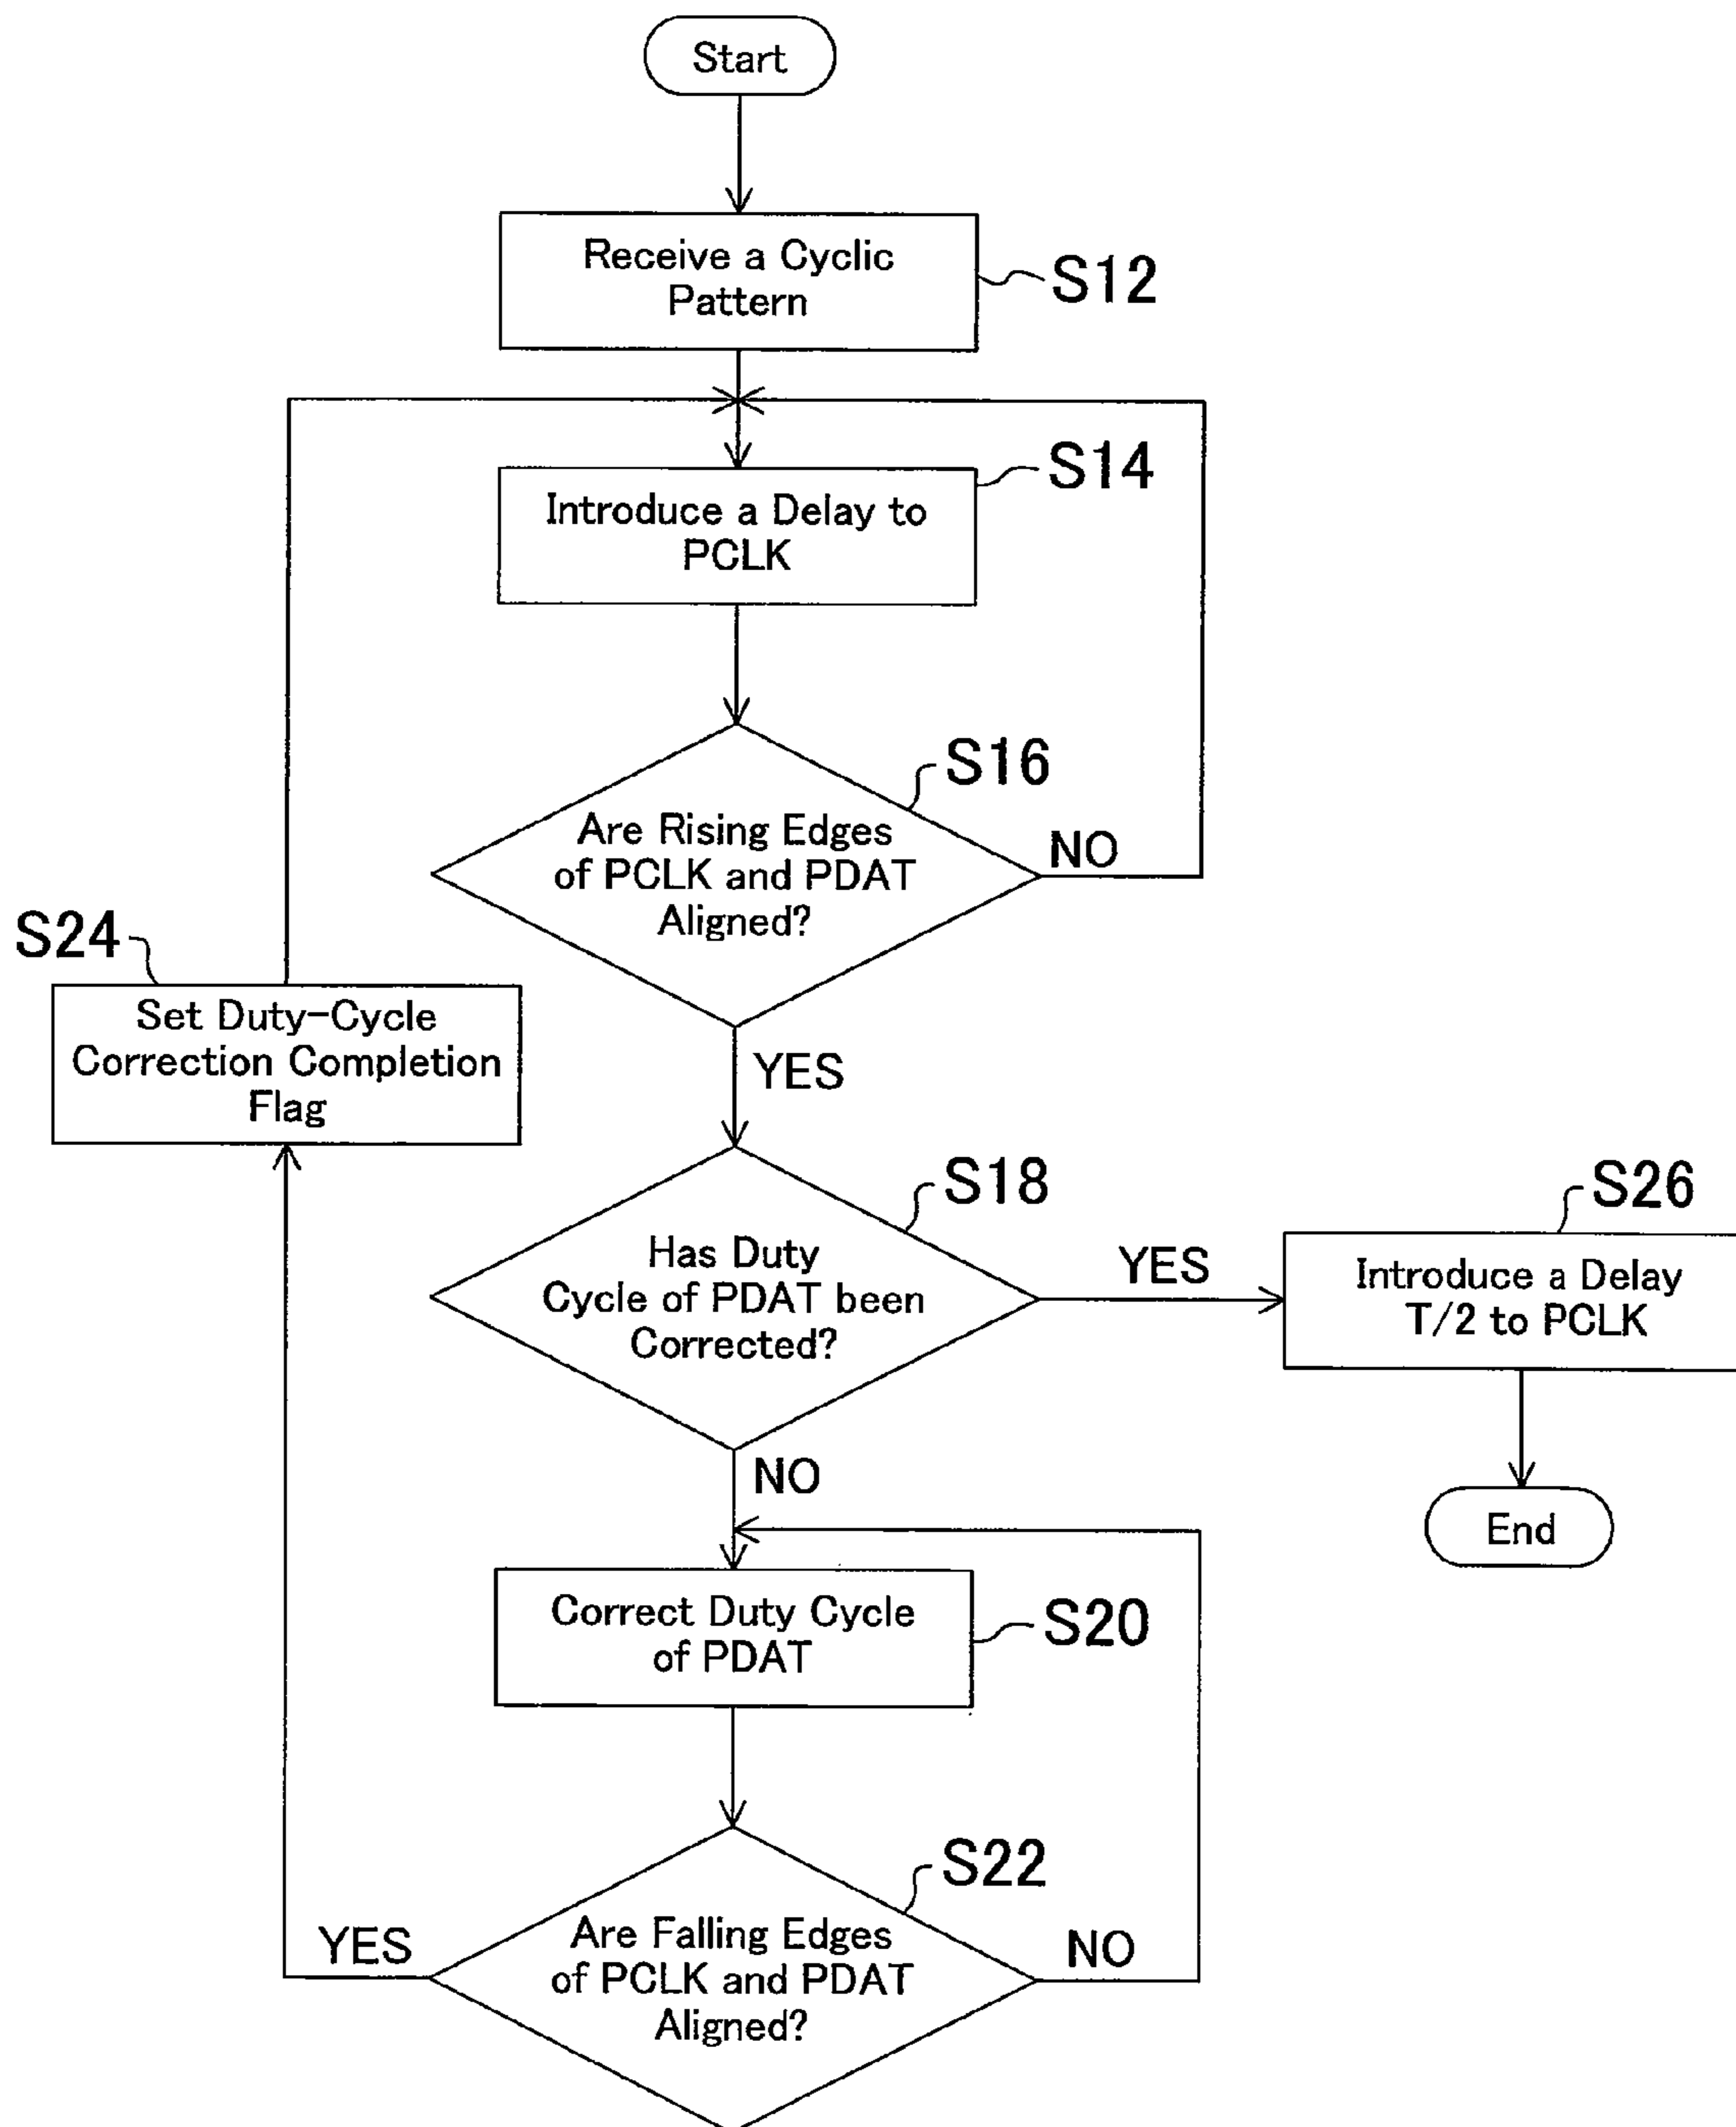 Start
Receive a Cyclic
Pattern
S12
Introduce a Delay to
PCLK
S14
S16
Are Rising Edges
of PCLK and PDAT
Aligned?
NO
S24
Set Duty-Cycle
Correction Completion
Flag
YES
S18
Has Duty
Cycle of PDAT been
Corrected?
YES
S26
Introduce a Delay
T/2 to PCLK
NO
End
Correct Duty Cycle
of PDAT
S20
S22
Are Falling Edges
of PCLK and PDAT
Aligned?
YES
NO